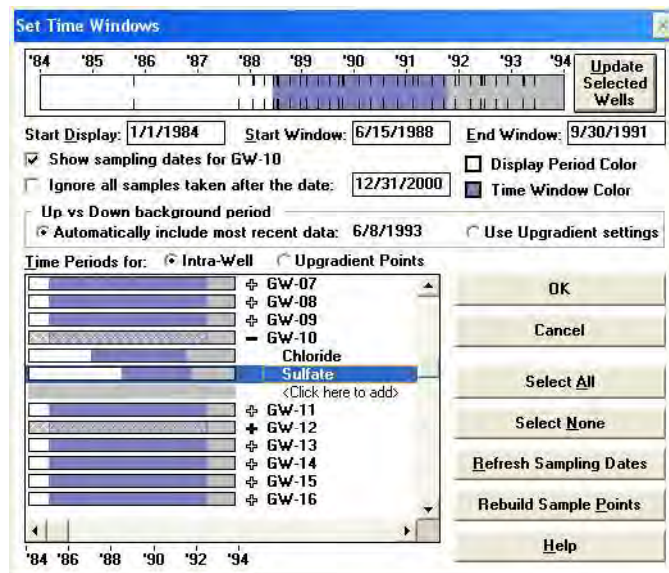 Set Time Windows
'84 '85 '86 '87 '88 '89 '90 '91 '92 '93 '94
Update
Selected
Wells
Start Display: 1/1/1984 Start Window: 6/15/1988 End Window: 9/30/1991
Show sampling dates for GW-10
Display Period Color
Ignore all samples taken after the date: 12/31/2000
Time Window Color
Up vs Down background period
Automatically include most recent data: 6/8/1993 Use Upgradient settings
Time Periods for: Intra-Well Upgradient Points
GW-07
GW-08
GW-09
GW-10
Chloride
Sulfate
<Click here to add>
GW-11
GW-12
GW-13
GW-14
GW-15
GW-16
'84 '86 '88 '90 '92 '94
OK
Cancel
Select All
Select None
Refresh Sampling Dates
Rebuild Sample Points
Help